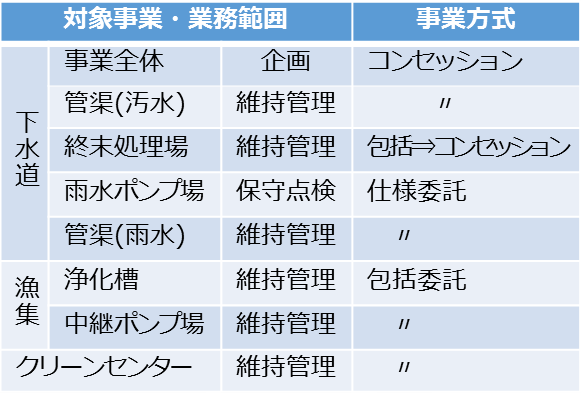 対象事業・業務範囲 事業方式
下水道
事業全体 企画 コンセッション
管渠(汚水) 維持管理 〃
終末処理場 維持管理 包括⇒コンセッション
雨水ポンプ場 保守点検 仕様委託
管渠(雨水) 維持管理 〃
漁集
浄化槽 維持管理 包括委託
中継ポンプ場 維持管理 〃
クリーンセンター 維持管理 〃